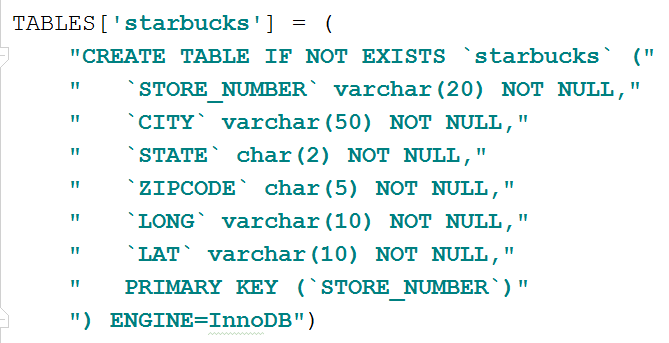 TABLES['starbucks'] = (
    "CREATE TABLE IF NOT EXISTS `starbucks` ("
    "   `STORE_NUMBER` varchar(20) NOT NULL,"
    "   `CITY` varchar(50) NOT NULL,"
    "   `STATE` char(2) NOT NULL,"
    "   `ZIPCODE` char(5) NOT NULL,"
    "   `LONG` varchar(10) NOT NULL,"
    "   `LAT` varchar(10) NOT NULL,"
    "   PRIMARY KEY (`STORE_NUMBER`)"
    ") ENGINE=InnoDB")